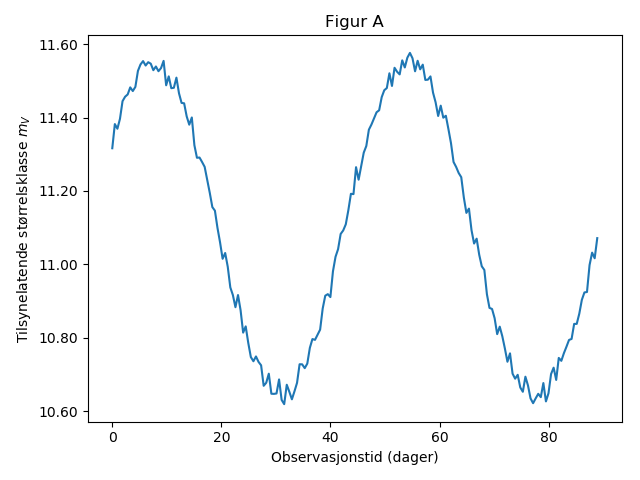 Figur A
Tilsynelatende størrelsesklasse $m_V$
11.60
11.40
11.20
11.00
10.80
10.60
0 20 40 60 80
Observasjonstid (dager)